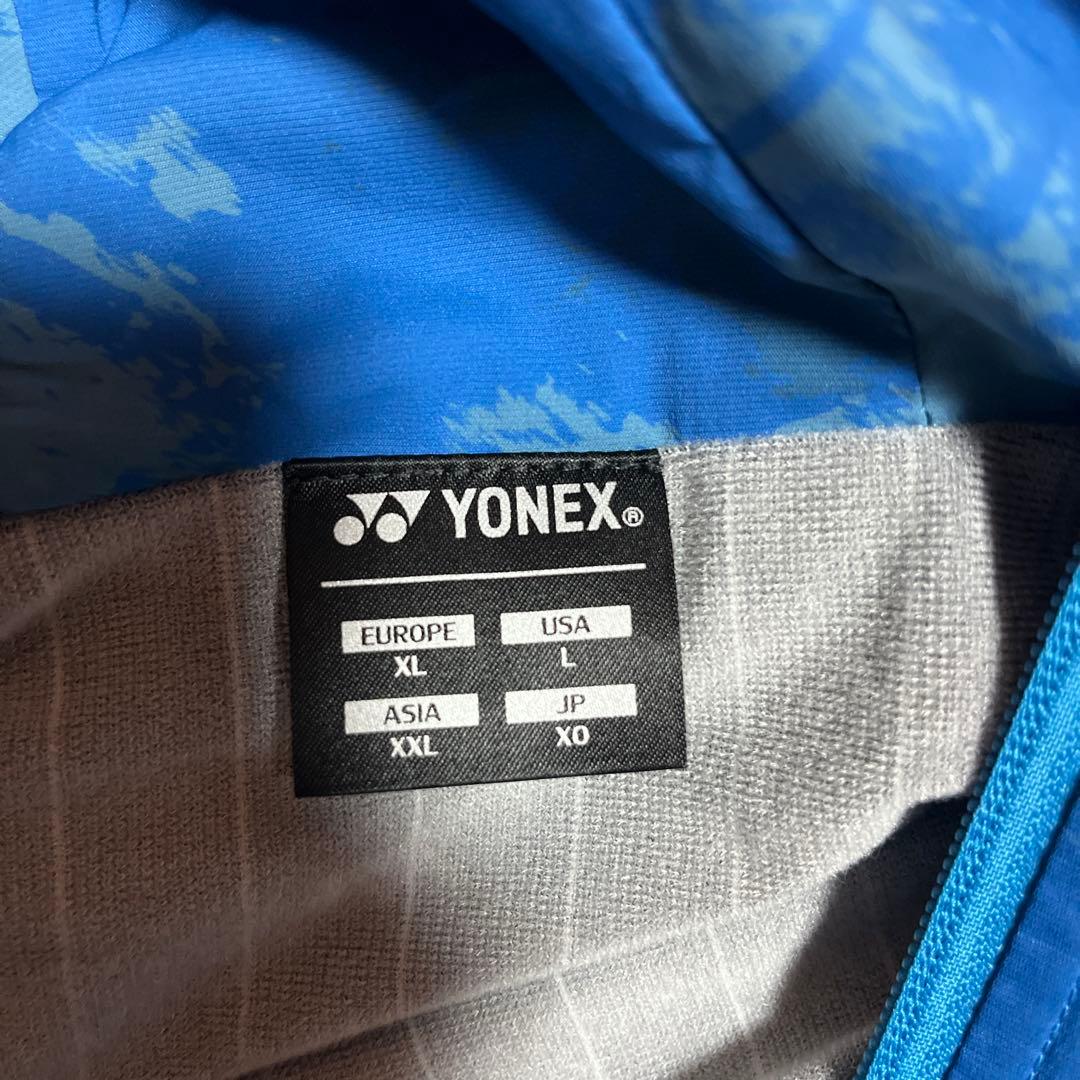 YONEX®
EUROPE USA
XL L
ASIA JP
XXL XO